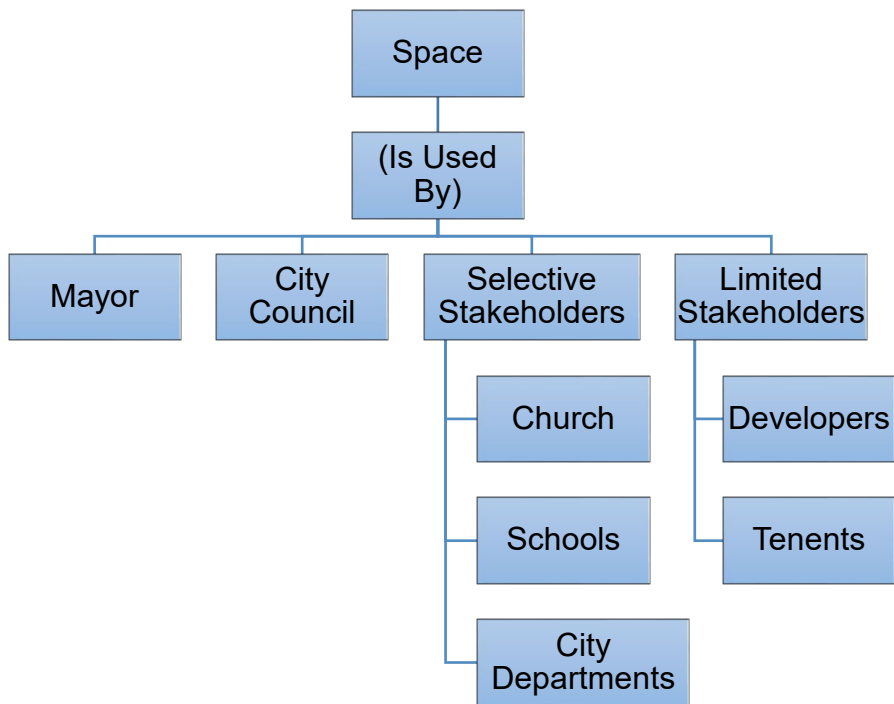 Space
(Is Used
By)
Mayor
City
Council
Selective
Stakeholders
Limited
Stakeholders
Church
Developers
Schools
Tenents
City
Departments